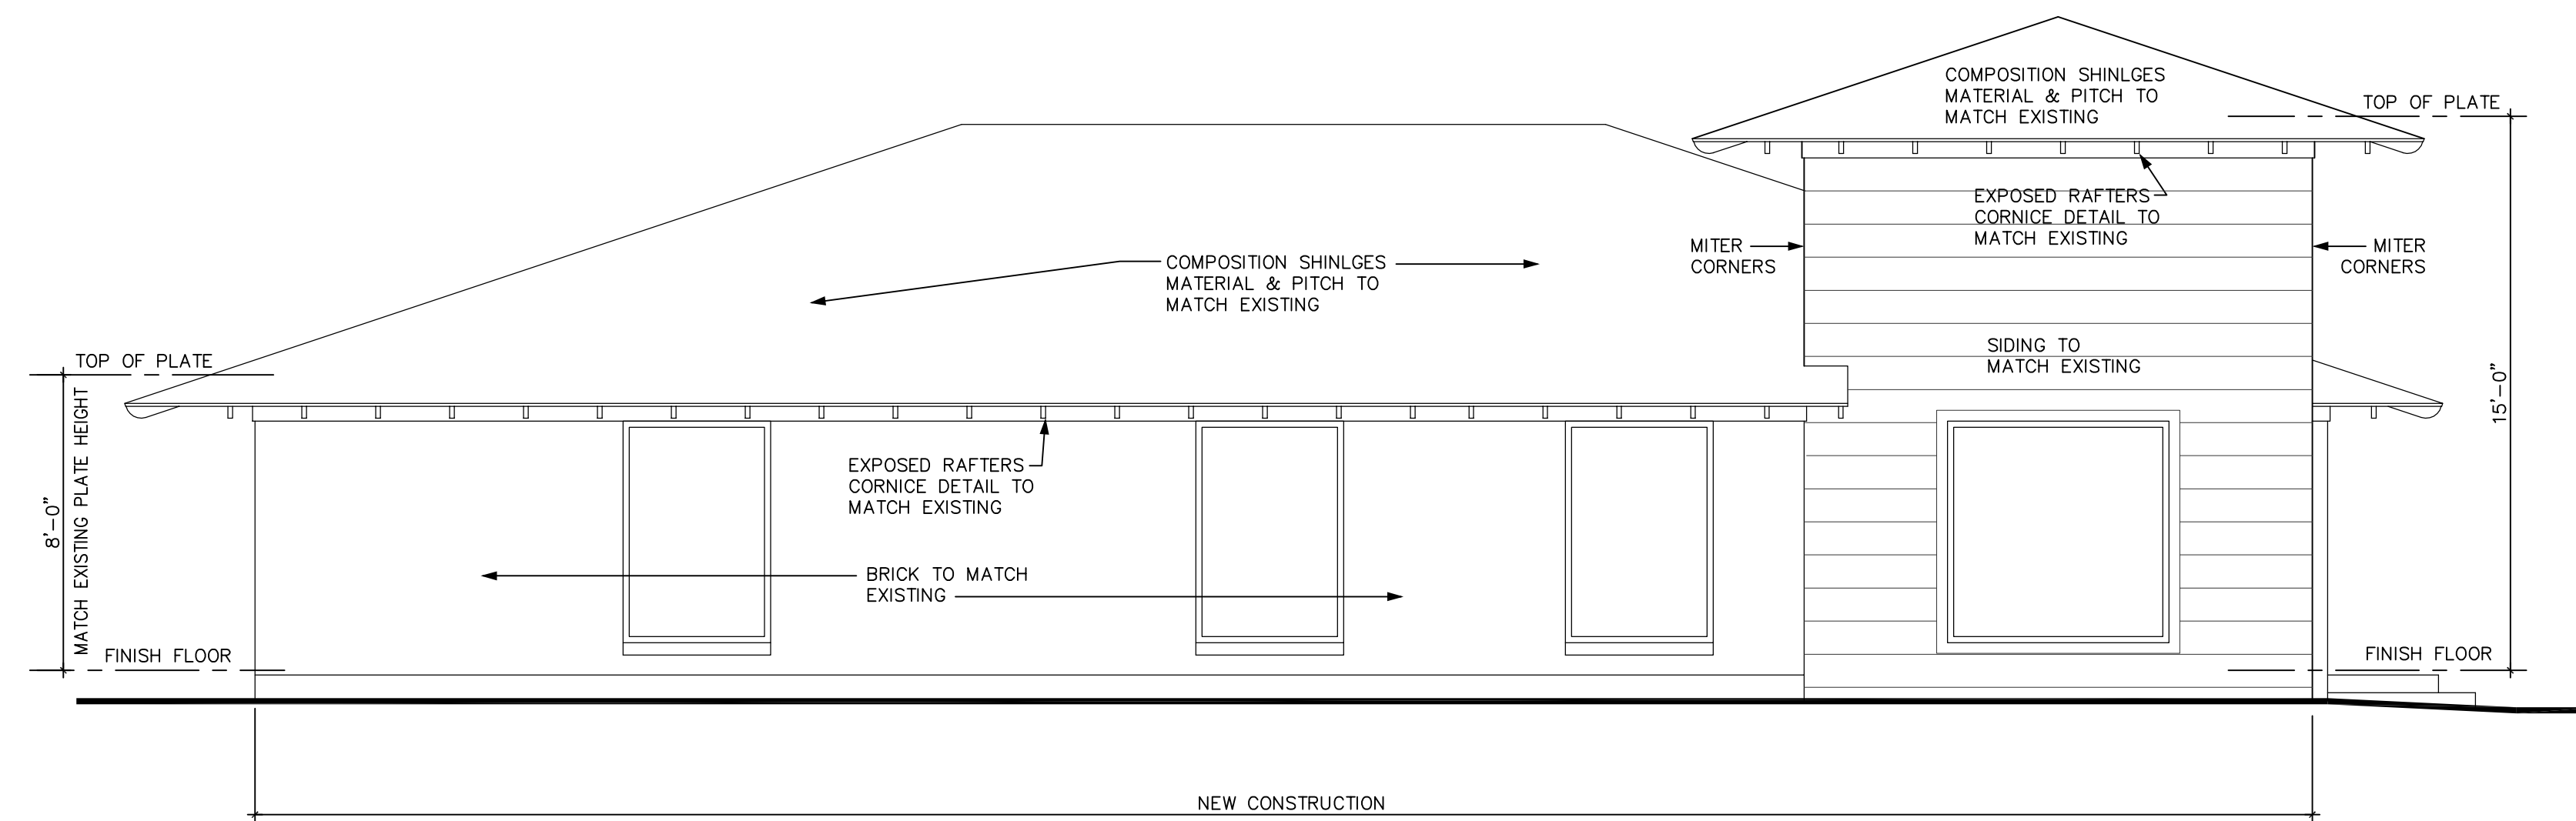 COMPOSITION SHINLGES
MATERIAL & PITCH TO
MATCH EXISTING
TOP OF PLATE
EXPOSED RAFTERS
CORNICE DETAIL TO
MATCH EXISTING
MITER
CORNERS
MITER
CORNERS
COMPOSITION SHINLGES
MATERIAL & PITCH TO
MATCH EXISTING
SIDING TO
MATCH EXISTING
TOP OF PLATE
8'-0"
MATCH EXISTING PLATE HEIGHT
15'-0"
EXPOSED RAFTERS
CORNICE DETAIL TO
MATCH EXISTING
BRICK TO MATCH
EXISTING
FINISH FLOOR
FINISH FLOOR
NEW CONSTRUCTION